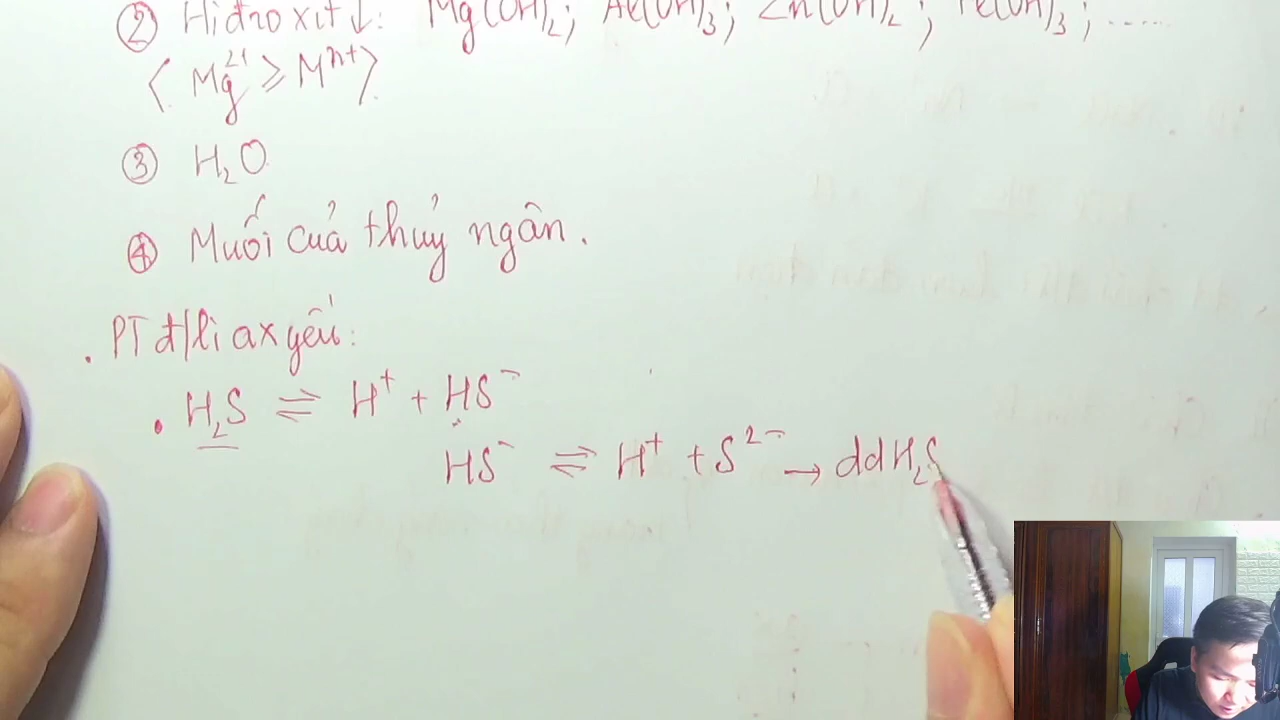 ② Hiđroxit↓: Mg(OH)₂; Al(OH)₃; Zn(OH)₂; Fe(OH)₃; ......
⟨Mg²⁺ ≥ Mⁿ⁺⟩
③ H₂O
④ Muối của thủy ngân.
. PT đ/li ax yếu:
. H₂S ⇌ H⁺ + HS⁻
HS⁻ ⇌ H⁺ + S²⁻ → dd H₂S